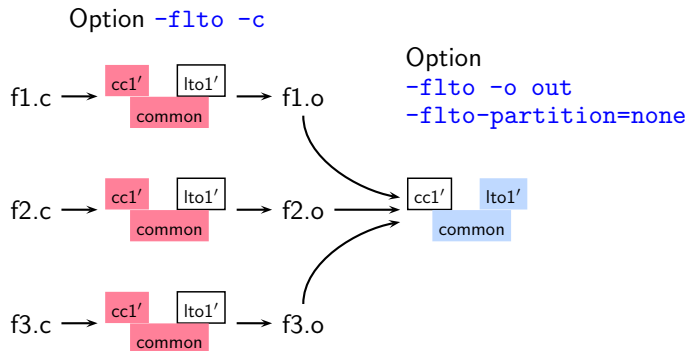 Option -flto -c
Option
-flto -o out
-flto-partition=none
f1.c cc1′ lto1′ f1.o
common
f2.c cc1′ lto1′ f2.o cc1′ lto1′
common common
f3.c cc1′ lto1′ f3.o
common